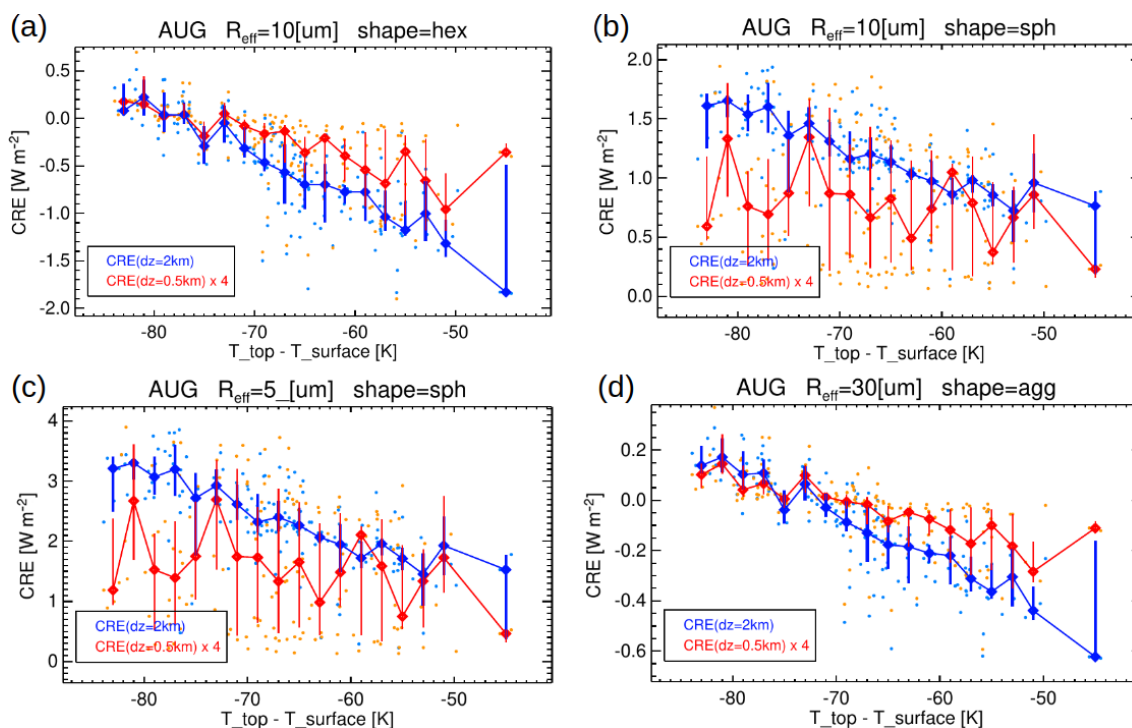 (a)
AUG R_eff=10[um] shape=hex
CRE [W m⁻²]
0.5
0.0
-0.5
-1.0
-1.5
-2.0
CRE(dz=2km)
CRE(dz=0.5km) x 4
-80 -70 -60 -50
T_top - T_surface [K]
(b)
AUG R_eff=10[um] shape=sph
CRE [W m⁻²]
2.0
1.5
1.0
0.5
0.0
CRE(dz=2km)
CRE(dz=0.5km) x 4
-80 -70 -60 -50
T_top - T_surface [K]
(c)
AUG R_eff=5_[um] shape=sph
CRE [W m⁻²]
4
3
2
1
0
CRE(dz=2km)
CRE(dz=0.5km) x 4
-80 -70 -60 -50
T_top - T_surface [K]
(d)
AUG R_eff=30[um] shape=agg
CRE [W m⁻²]
0.2
0.0
-0.2
-0.4
-0.6
CRE(dz=2km)
CRE(dz=0.5km) x 4
-80 -70 -60 -50
T_top - T_surface [K]